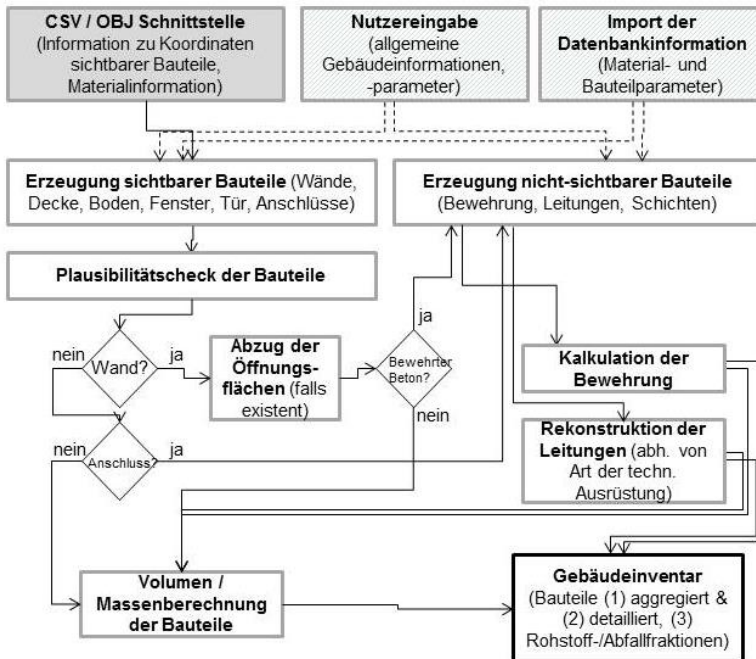 CSV / OBJ Schnittstelle
(Information zu Koordinaten
sichtbarer Bauteile,
Materialinformation)
Nutzereingabe
(allgemeine
Gebäudeinformationen,
-parameter)
Import der
Datenbankinformation
(Material- und
Bauteilparameter)
Erzeugung sichtbarer Bauteile (Wände,
Decke, Boden, Fenster, Tür, Anschlüsse)
Erzeugung nicht-sichtbarer Bauteile
(Bewehrung, Leitungen, Schichten)
Plausibilitätscheck der Bauteile
nein
Wand?
ja
Abzug der
Öffnungs-
flächen (falls
existent)
ja
Bewehrter
Beton?
nein
Kalkulation der
Bewehrung
nein
Anschluss?
ja
Rekonstruktion der
Leitungen (abh. von
Art der techn.
Ausrüstung)
Volumen /
Massenberechnung
der Bauteile
Gebäudeinventar
(Bauteile (1) aggregiert &
(2) detailliert, (3)
Rohstoff-/Abfallfraktionen)